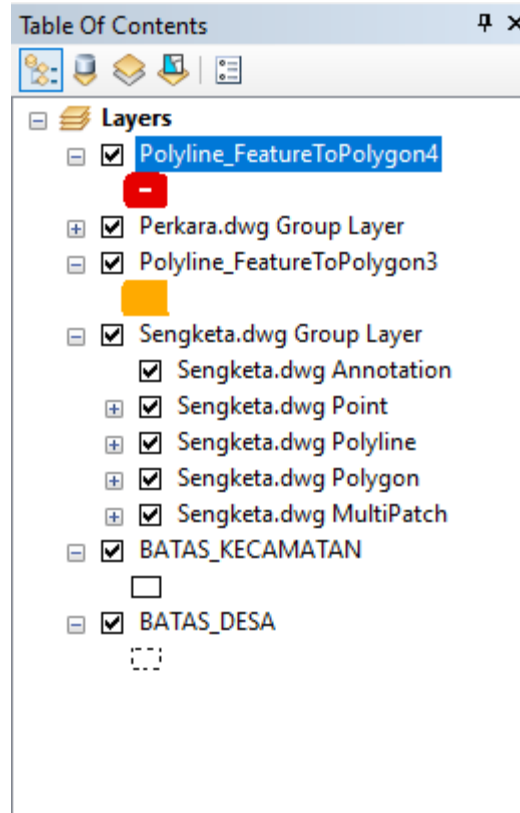 Table Of Contents
Layers
Polyline_FeatureToPolygon4
Perkara.dwg Group Layer
Polyline_FeatureToPolygon3
Sengketa.dwg Group Layer
Sengketa.dwg Annotation
Sengketa.dwg Point
Sengketa.dwg Polyline
Sengketa.dwg Polygon
Sengketa.dwg MultiPatch
BATAS_KECAMATAN
BATAS_DESA